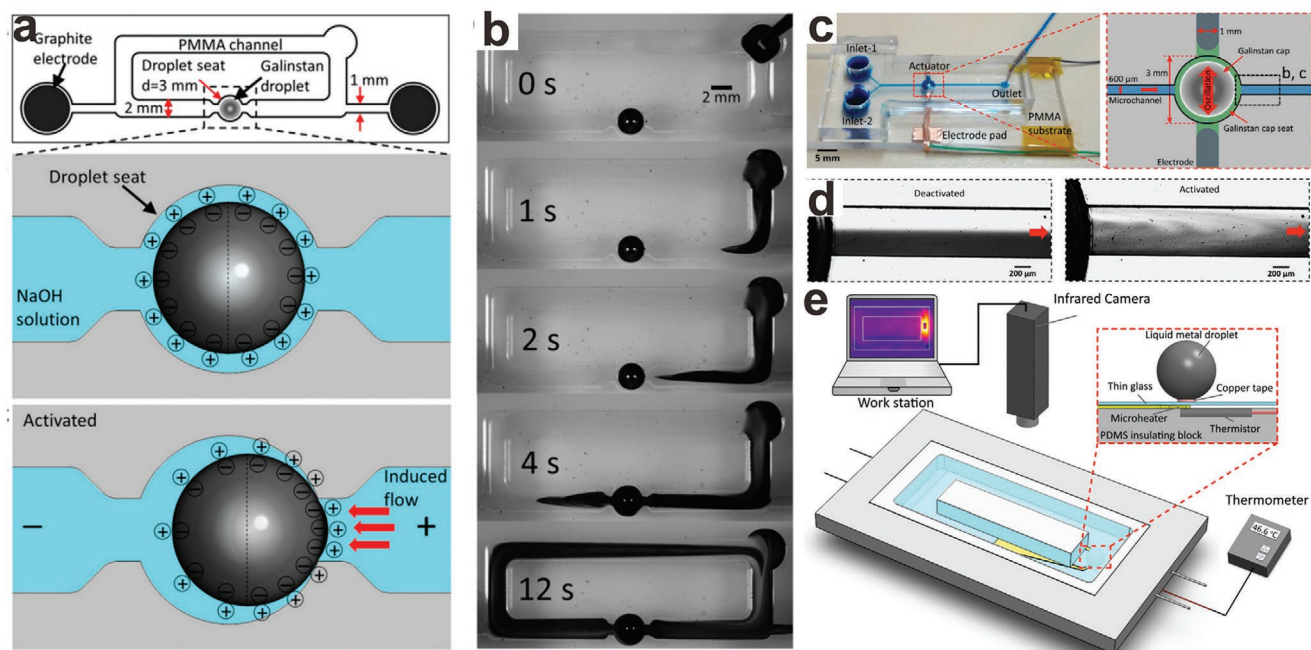 a
Graphite
electrode
PMMA channel
Droplet seat
d=3 mm
Galinstan
droplet
1 mm
2 mm
Droplet seat
NaOH
solution
Activated
Induced
flow
−
+
b
0 s
2 mm
1 s
2 s
4 s
12 s
c
Inlet-1
Actuator
Outlet
Inlet-2
Electrode pad
PMMA
substrate
5 mm
1 mm
Galinstan cap
3 mm
600 µm
b, c
Oscillation
Microchannel
Galinstan cap seat
Electrode
d
Deactivated
200 µm
Activated
200 µm
e
Infrared Camera
Work station
Liquid metal droplet
Thin glass
Copper tape
Microheater
Thermistor
PDMS insulating block
Thermometer
46.6 °C